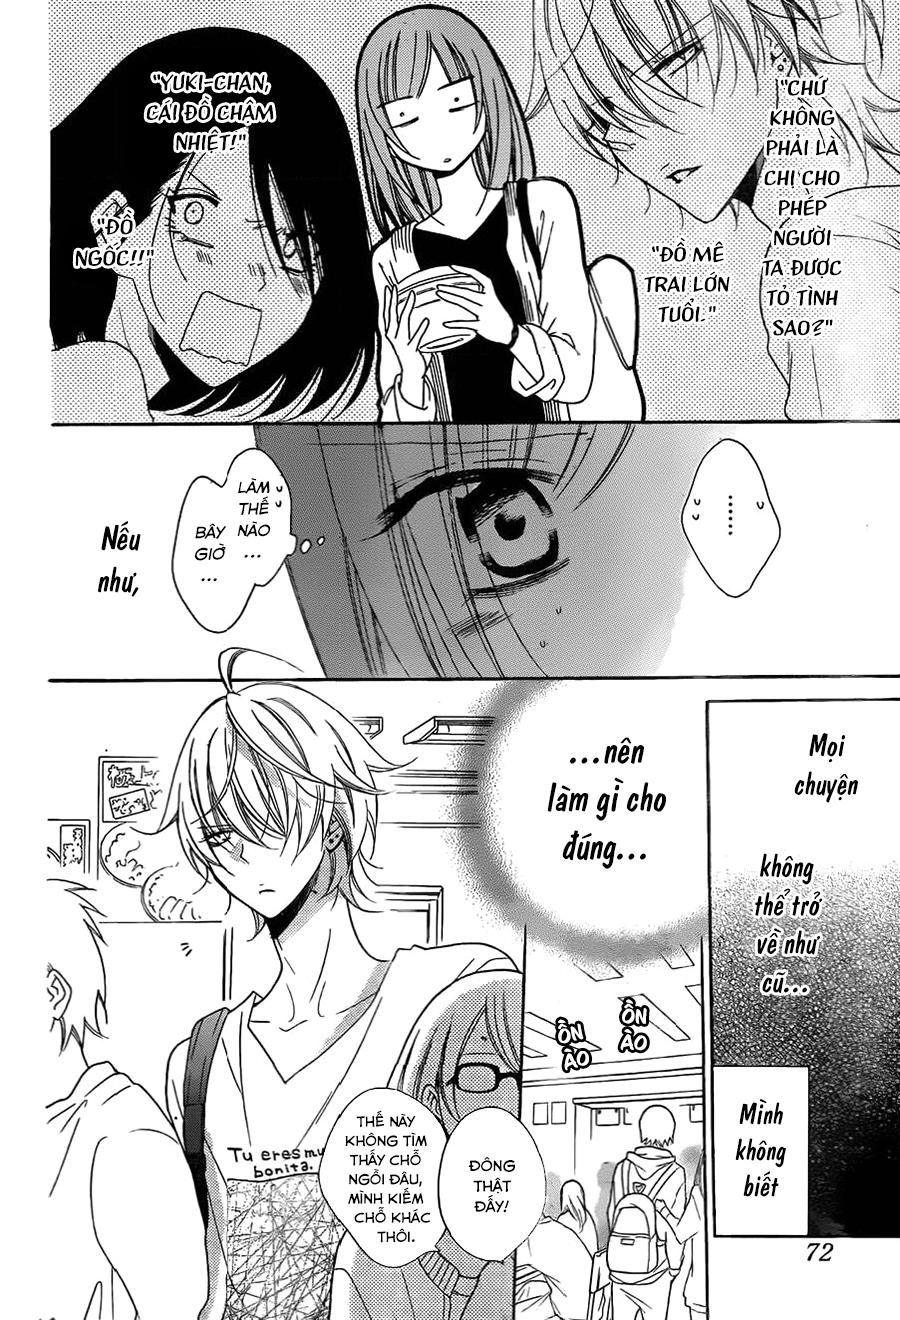 "CHỨ
KHÔNG
PHẢI LÀ
CHỊ CHO
PHÉP
NGƯỜI
TA ĐƯỢC
TỎ TÌNH
SAO?"
"ĐỒ MÊ
TRAI LỚN
TUỔI."
"YUKI-CHAN,
CÁI ĐỒ CHẬM
NHIỆT!"
"ĐỒ
NGỐC!!"
......
LÀM
THẾ
NÀO
...
BÂY
GIỜ
...
Nếu
như,
Mọi
chuyện
không
thể trở
về như
cũ...
Mình
không
biết
...nên
làm gì cho
đúng...
ỒN
ÀO
ỒN
ÀO
ĐÔNG
THẬT
ĐẤY!
THẾ NÀY
KHÔNG TÌM
THẤY CHỖ
NGỒI ĐÂU,
MÌNH KIẾM
CHỖ KHÁC
THÔI.
Tu eres mu
bonita.
72